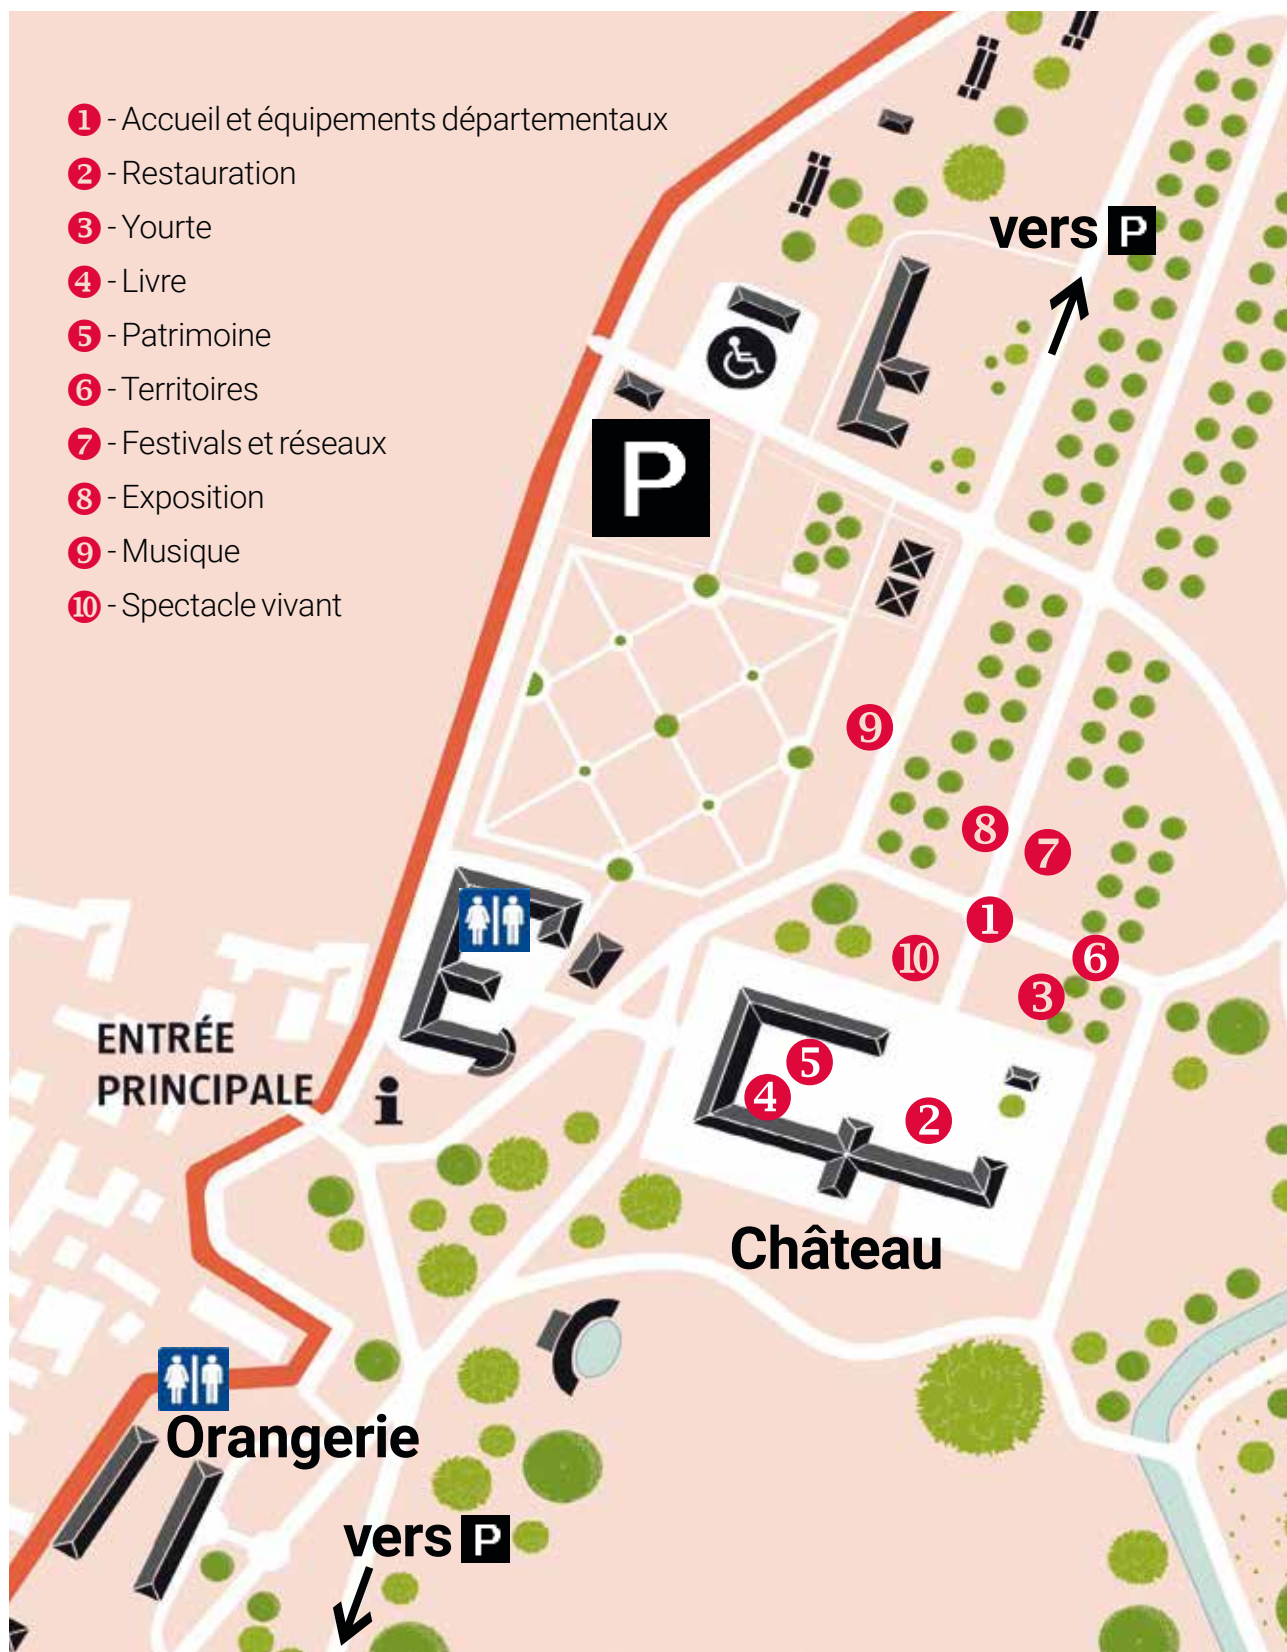 1 - Accueil et équipements départementaux
2 - Restauration
3 - Yourte
4 - Livre
5 - Patrimoine
6 - Territoires
7 - Festivals et réseaux
8 - Exposition
9 - Musique
10 - Spectacle vivant
vers P
P
9
8
7
1
10
6
3
ENTRÉE
PRINCIPALE
i
5
4
2
Château
Orangerie
vers P